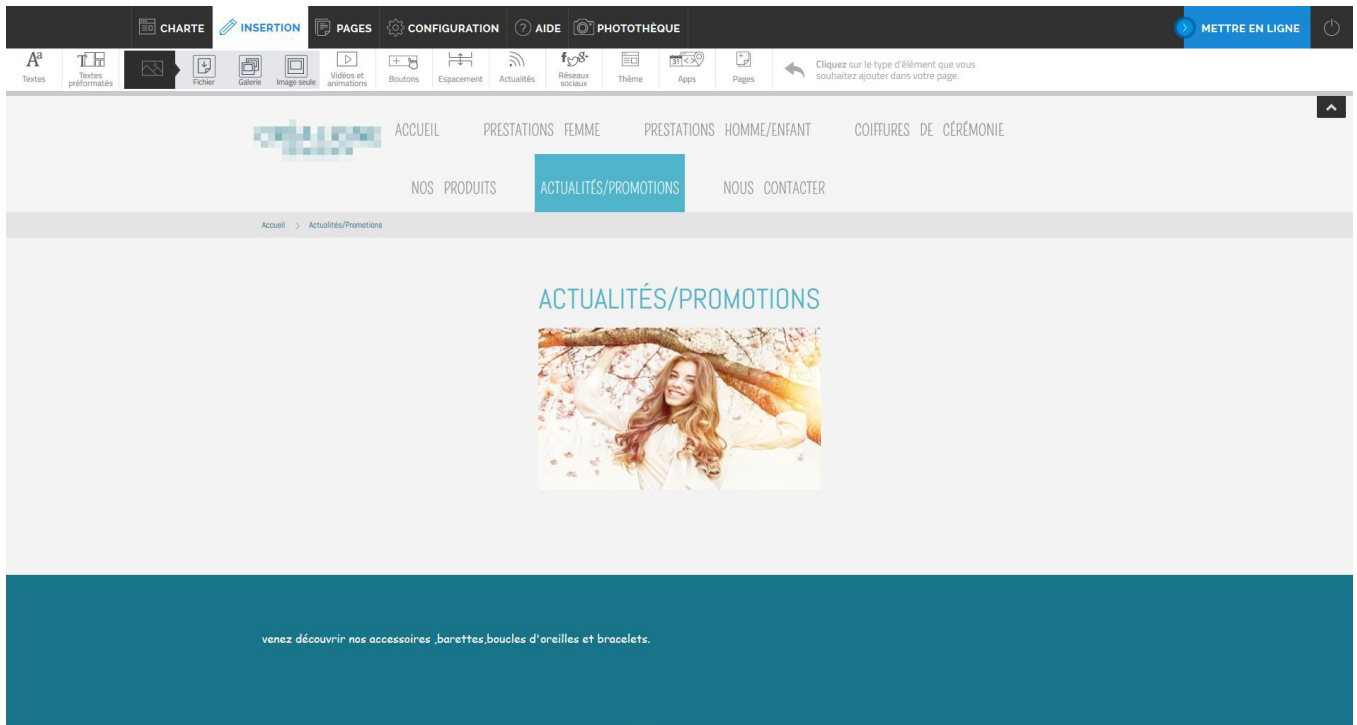 CHARTE INSERTION PAGES CONFIGURATION ? AIDE PHOTOTHÈQUE METTRE EN LIGNE
Aa
Textes
Textes
préformatés
Fichier
Galerie
Image seule
Vidéos et
animations
Boutons
Espacement
Actualités
Réseaux
sociaux
Thème
31
Apps
Pages
Cliquez sur le type d'élément que vous
souhaitez ajouter dans votre page.
ACCUEIL PRESTATIONS FEMME PRESTATIONS HOMME/ENFANT COIFFURES DE CÉRÉMONIE
NOS PRODUITS ACTUALITÉS/PROMOTIONS NOUS CONTACTER
Accueil > Actualités/Promotions
ACTUALITÉS/PROMOTIONS
venez découvrir nos accessoires ,barettes,boucles d'oreilles et bracelets.